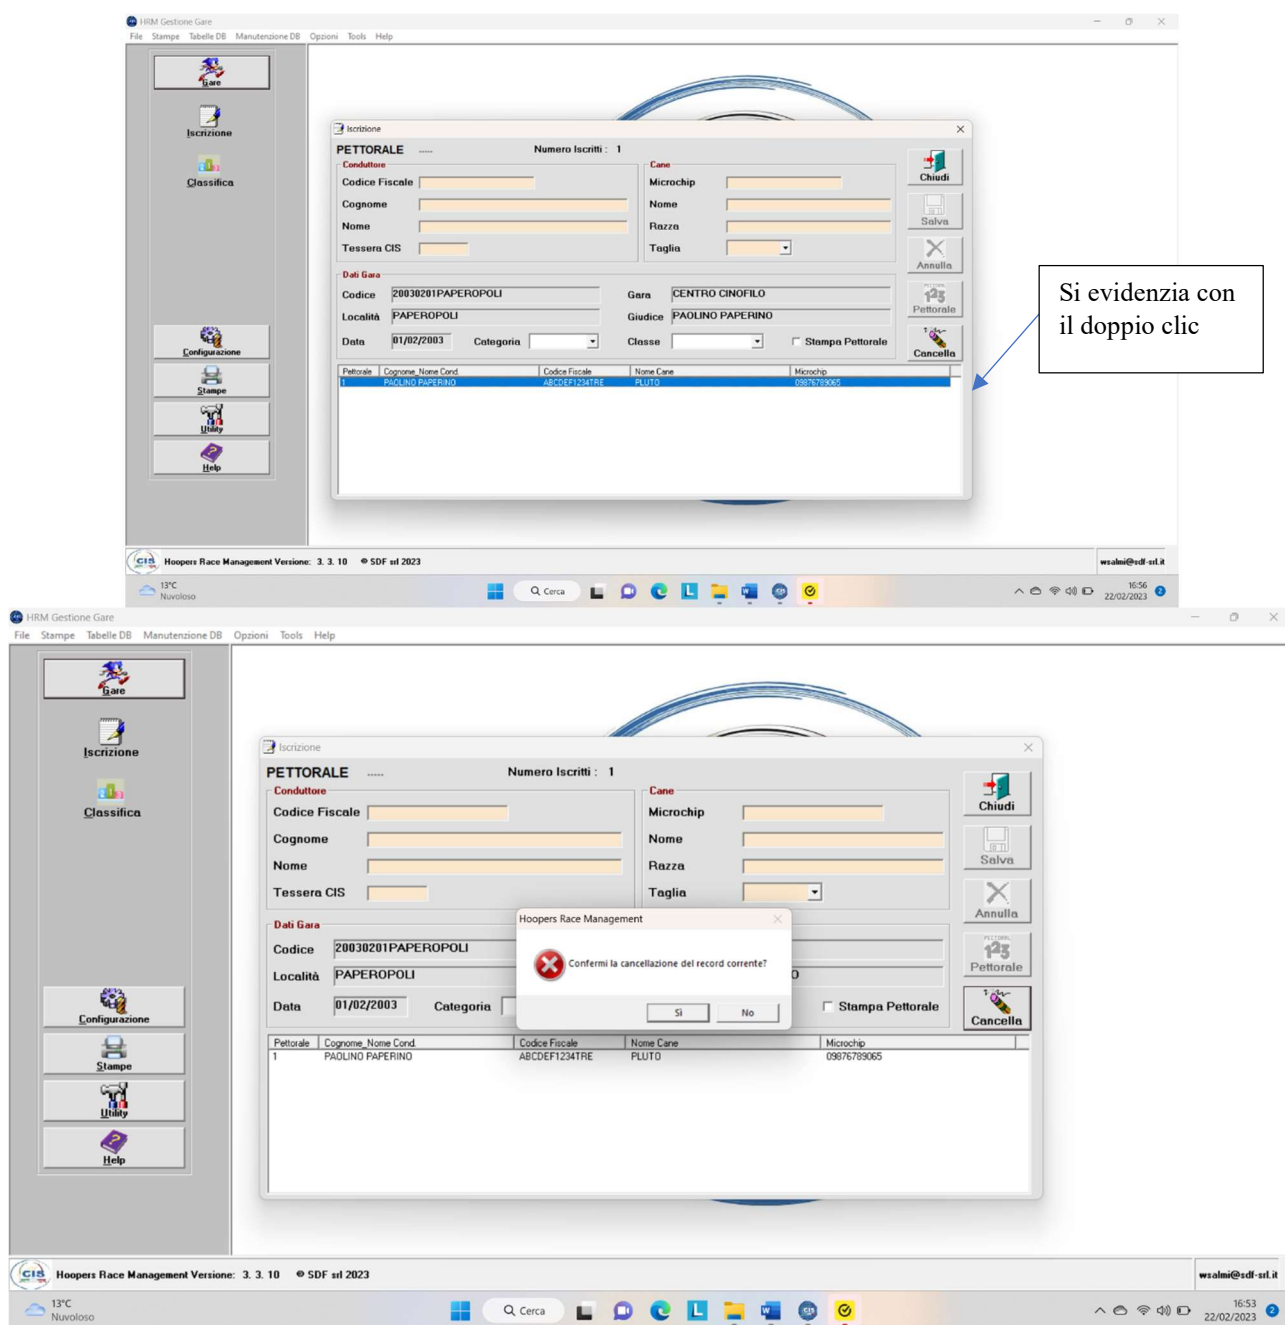 HRM Gestione Gare
File Stampe Tabelle DB Manutenzione DB Opzioni Tools Help
Gare
Iscrizione
Classifica
Configurazione
Stampe
Utility
Help
Iscrizione
PETTORALE ..... Numero Iscritti : 1
Conduttore
Codice Fiscale
Cognome
Nome
Tessera CIS
Cane
Microchip
Nome
Razza
Taglia
Chiudi
Salva
Annulla
Pettorale
Cancella
Dati Gara
Codice 20030201PAPEROPOLI Gara CENTRO CINOFILO
Località PAPEROPOLI Giudice PAOLINO PAPERINO
Data 01/02/2003 Categoria Classe Stampa Pettorale
Pettorale Cognome_Nome Cond. Codice Fiscale Nome Cane Microchip
1 PAOLINO PAPERINO ABCDEF1234TRE PLUTO 09876789065
Si evidenzia con
il doppio clic
CIS Hoopers Race Management Versione: 3. 3. 10 © SDF srl 2023 wsalmi@sdf-srl.it
13°C
Nuvoloso
Cerca
16:56
22/02/2023 2
HRM Gestione Gare
File Stampe Tabelle DB Manutenzione DB Opzioni Tools Help
Gare
Iscrizione
Classifica
Configurazione
Stampe
Utility
Help
Iscrizione
PETTORALE ..... Numero Iscritti : 1
Conduttore
Codice Fiscale
Cognome
Nome
Tessera CIS
Cane
Microchip
Nome
Razza
Taglia
Chiudi
Salva
Annulla
Pettorale
Cancella
Dati Gara
Codice 20030201PAPEROPOLI
Località PAPEROPOLI O
Data 01/02/2003 Categoria Stampa Pettorale
Hoopers Race Management
Confermi la cancellazione del record corrente?
Sì No
Pettorale Cognome_Nome Cond. Codice Fiscale Nome Cane Microchip
1 PAOLINO PAPERINO ABCDEF1234TRE PLUTO 09876789065
CIS Hoopers Race Management Versione: 3. 3. 10 © SDF srl 2023 wsalmi@sdf-srl.it
13°C
Nuvoloso
Cerca
16:53
22/02/2023 2